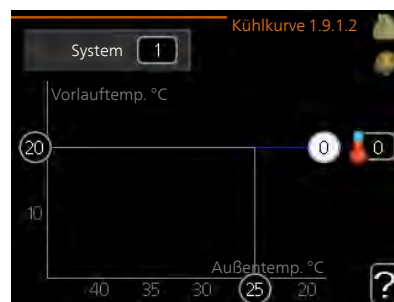 Kühlkurve 1.9.1.2
System 1
Vorlauftemp. °C
20
0
0
10
Außentemp. °C
40 35 30 25 20
?